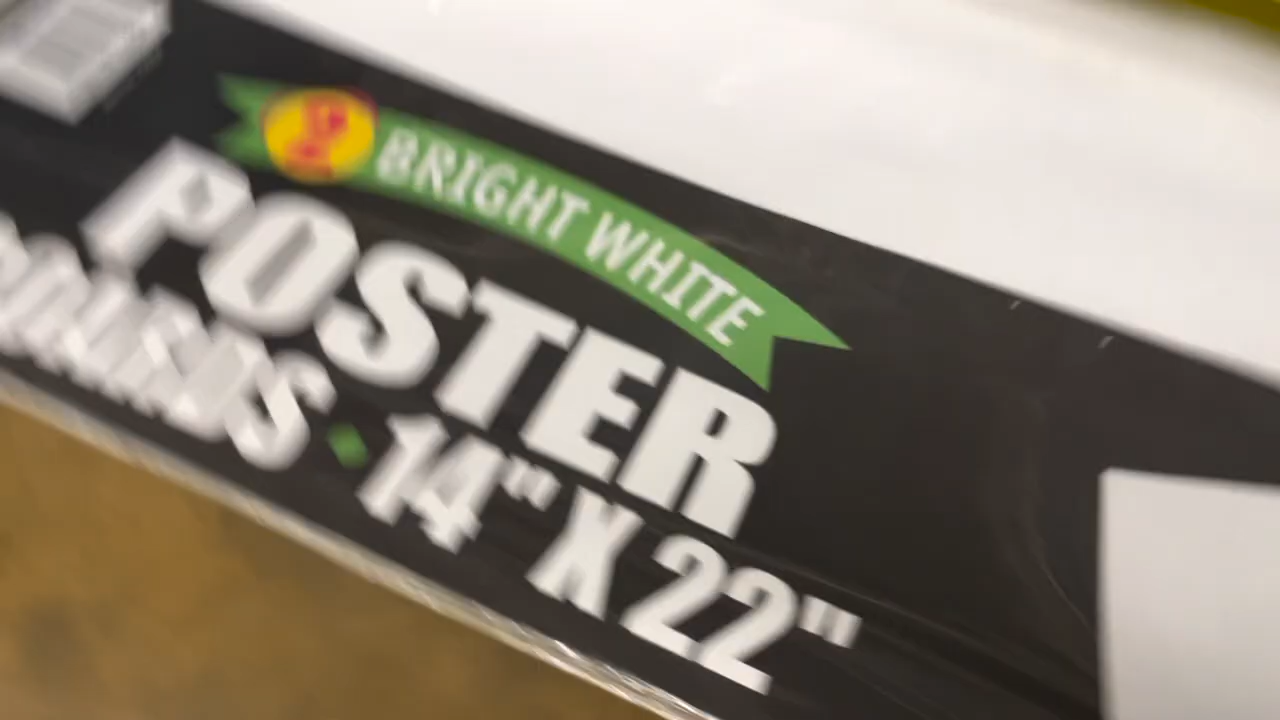 BRIGHT WHITE
POSTER
BOARDS • 14" X 22"